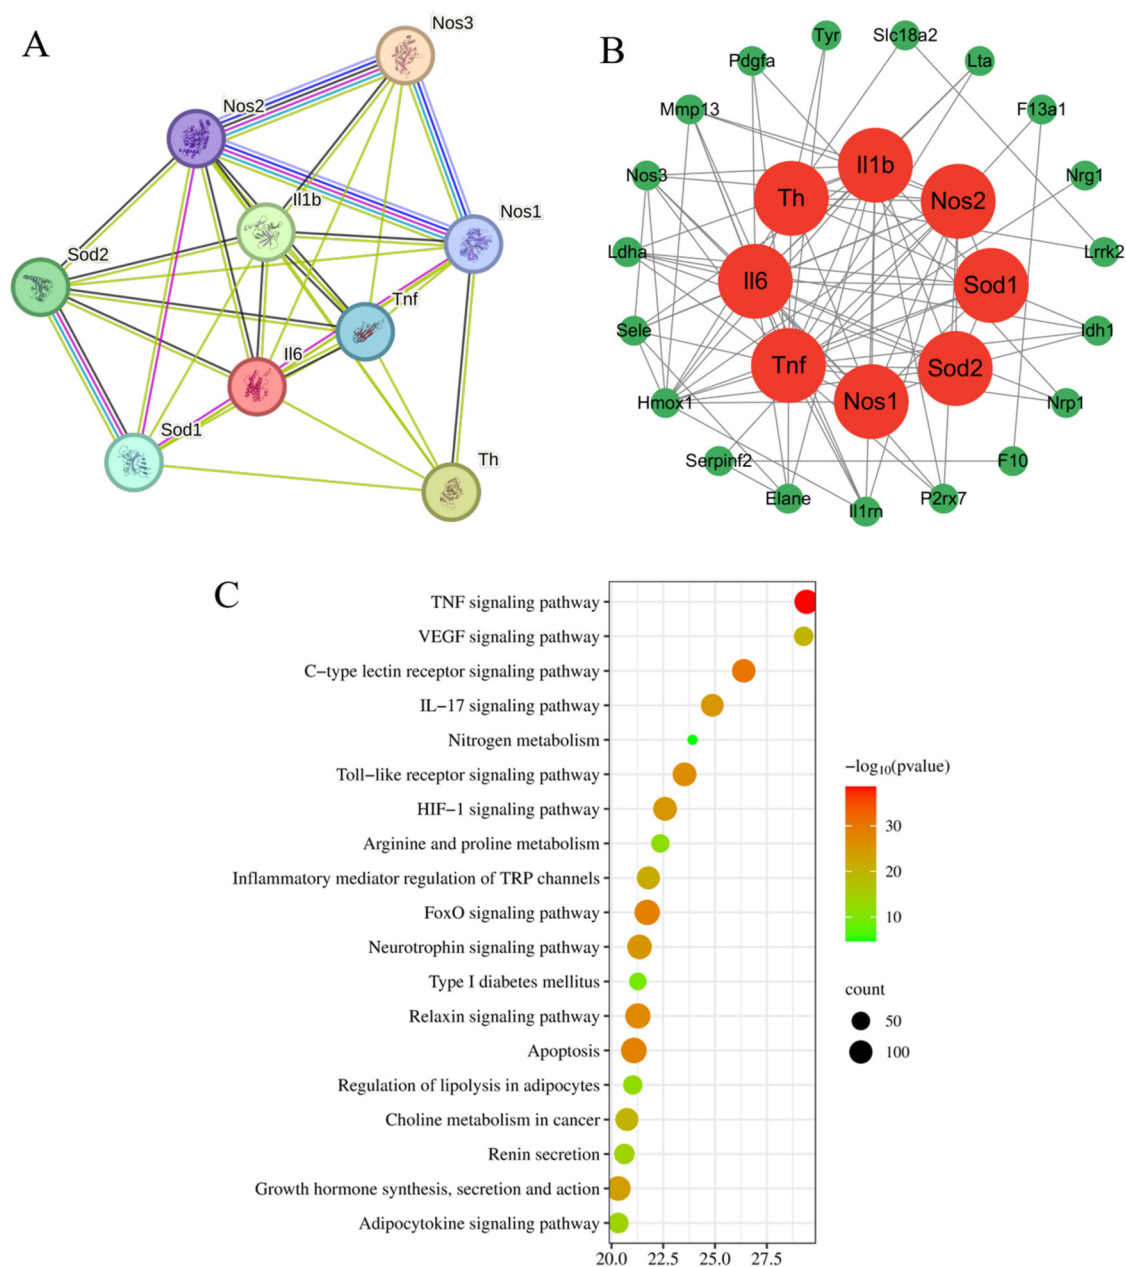 A
Nos3
Nos2
Il1b
Nos1
Sod2
Tnf
Il6
Sod1
Th
B
Tyr
Slc18a2
Pdgfa
Lta
Mmp13
F13a1
Il1b
Nos3
Th
Nos2
Nrg1
Ldha
Il6
Sod1
Lrrk2
Sele
Idh1
Tnf
Sod2
Hmox1
Nos1
Nrp1
Serpinf2
F10
Elane
Il1rn
P2rx7
C
TNF signaling pathway
VEGF signaling pathway
C−type lectin receptor signaling pathway
IL−17 signaling pathway
Nitrogen metabolism
Toll−like receptor signaling pathway
HIF−1 signaling pathway
Arginine and proline metabolism
Inflammatory mediator regulation of TRP channels
FoxO signaling pathway
Neurotrophin signaling pathway
Type I diabetes mellitus
Relaxin signaling pathway
Apoptosis
Regulation of lipolysis in adipocytes
Choline metabolism in cancer
Renin secretion
Growth hormone synthesis, secretion and action
Adipocytokine signaling pathway
20.0 22.5 25.0 27.5
−log10(pvalue)
30
20
10
count
50
100